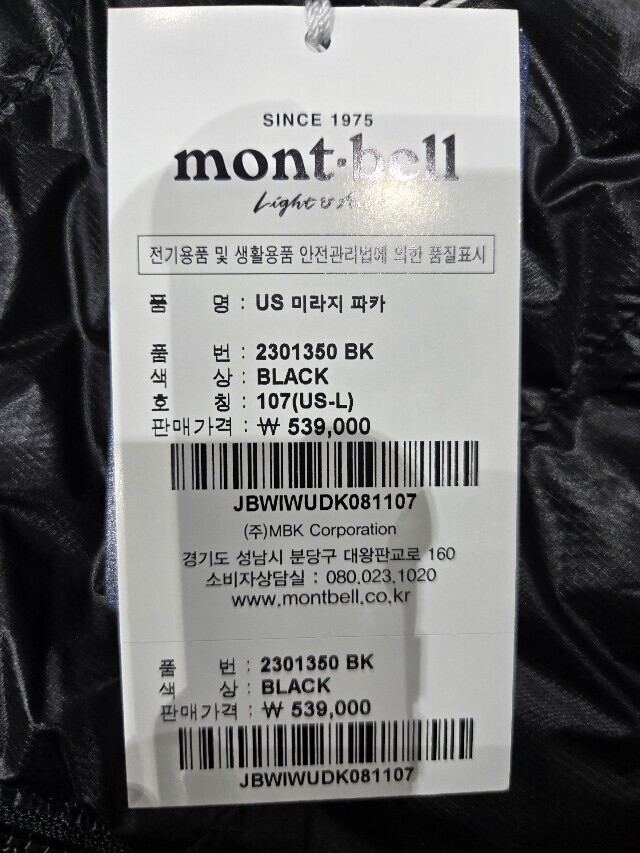 SINCE 1975
mont-bell
Light &
전기용품 및 생활용품 안전관리법에 의한 품질표시
품 명 : US 미라지 파카
품 번 : 2301350 BK
색 상 : BLACK
호 칭 : 107(US-L)
판매가격 : ₩ 539,000
JBWIWUDK081107
(주)MBK Corporation
경기도 성남시 분당구 대왕판교로 160
소비자상담실 : 080.023.1020
www.montbell.co.kr
품 번 : 2301350 BK
색 상 : BLACK
판매가격 : ₩ 539,000
JBWIWUDK081107